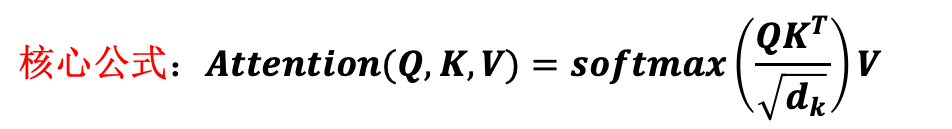 核心公式：Attention(Q, K, V) = softmax(QK^T / √d_k)V